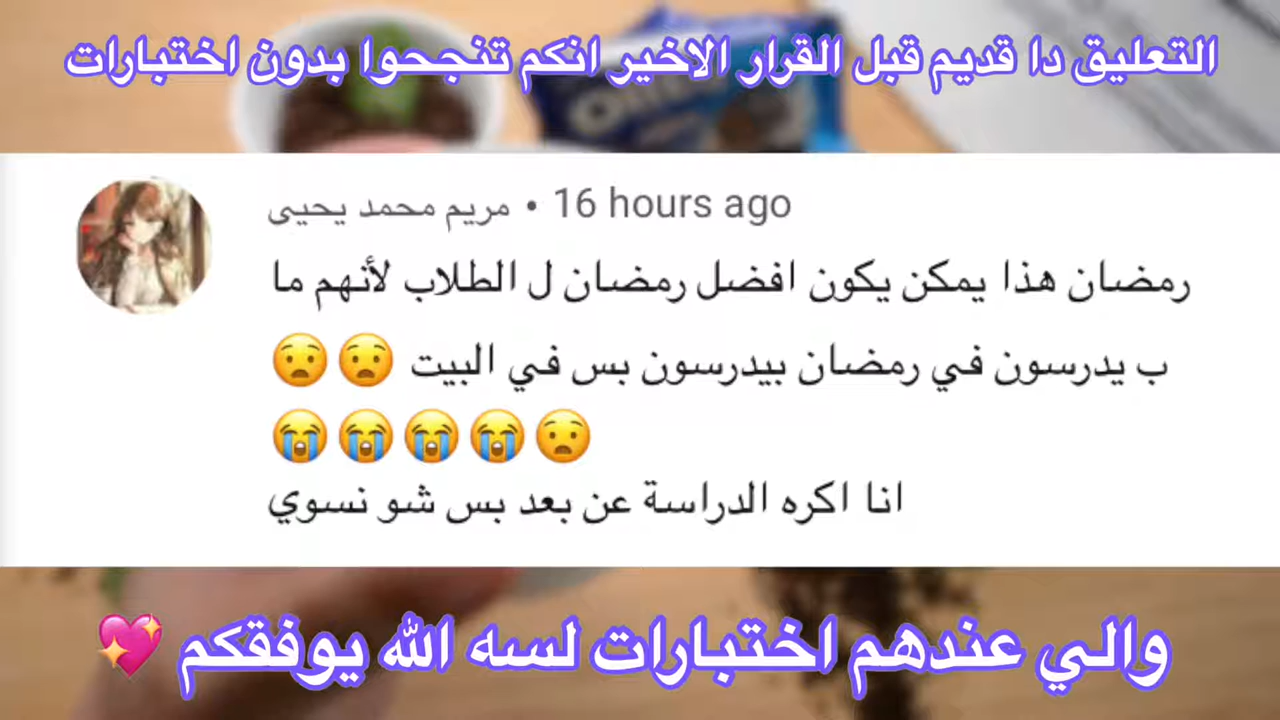 التعليق دا قديم قبل القرار الاخير انكم تنجحوا بدون اختبارات
مريم محمد يحيى • 16 hours ago
رمضان هذا يمكن يكون افضل رمضان ل الطلاب لأنهم ما
ب يدرسون في رمضان بيدرسون بس في البيت 😧😧
😭😭😭😭😧
انا اكره الدراسة عن بعد بس شو نسوي
والي عندهم اختبارات لسه الله يوفقكم 💖